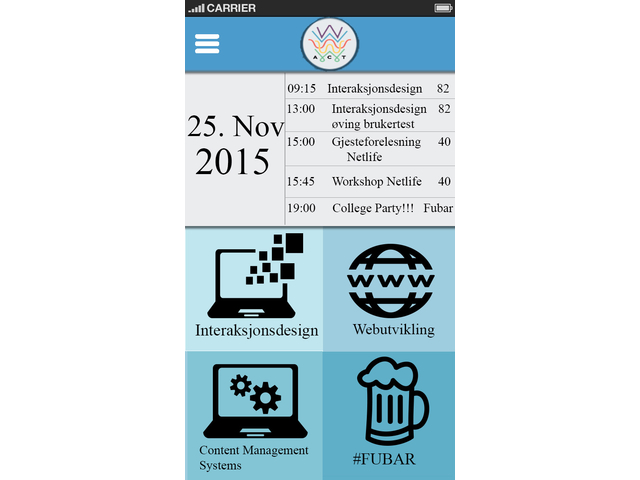 CARRIER
A C T
25. Nov
2015
09:15 Interaksjonsdesign 82
13:00 Interaksjonsdesign 82
øving brukertest
15:00 Gjesteforelesning 40
Netlife
15:45 Workshop Netlife 40
19:00 College Party!!! Fubar
Interaksjonsdesign
WWW
Webutvikling
Content Management
Systems
#FUBAR